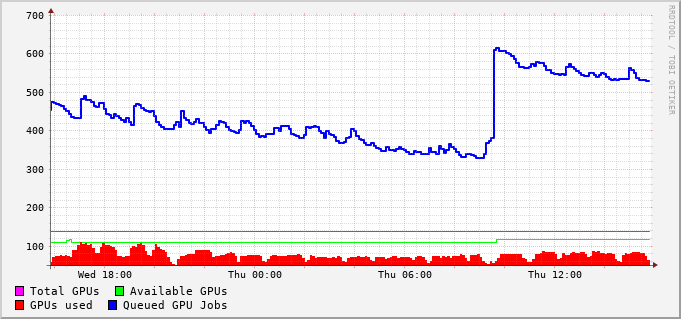 700
600
500
400
300
200
100
Wed 18:00 Thu 00:00 Thu 06:00 Thu 12:00
Total GPUs Available GPUs
GPUs used Queued GPU Jobs
RRDTOOL / TOBI OETIKER